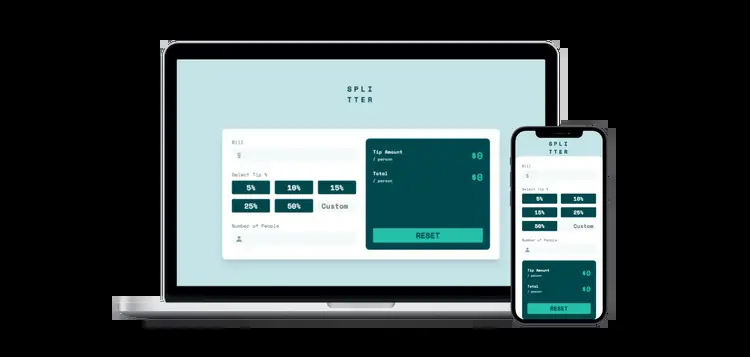 SPLI
TTER
Bill
$
Select Tip %
5% 10% 15%
25% 50% Custom
Number of People
Tip Amount
/ person
$0
Total
/ person
$0
RESET
SPLI
TTER
Bill
$
Select Tip %
5% 10%
15% 25%
50% Custom
Number of People
Tip Amount
/ person
$0
Total
/ person
$0
RESET